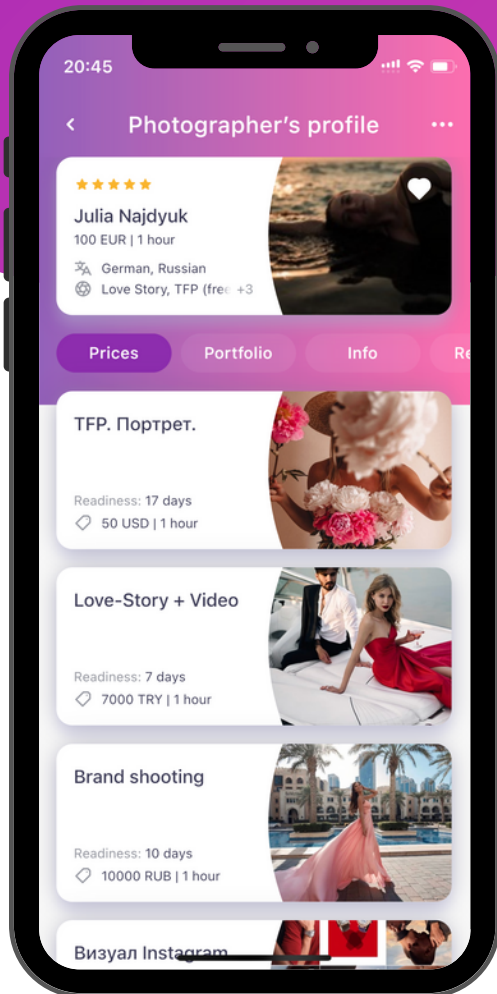 20:45
Photographer's profile
Julia Najdyuk
100 EUR | 1 hour
German, Russian
Love Story, TFP (free +3
Prices
Portfolio
Info
Re
TFP. Портрет.
Readiness: 17 days
50 USD | 1 hour
Love-Story + Video
Readiness: 7 days
7000 TRY | 1 hour
Brand shooting
Readiness: 10 days
10000 RUB | 1 hour
Визуал Instagram